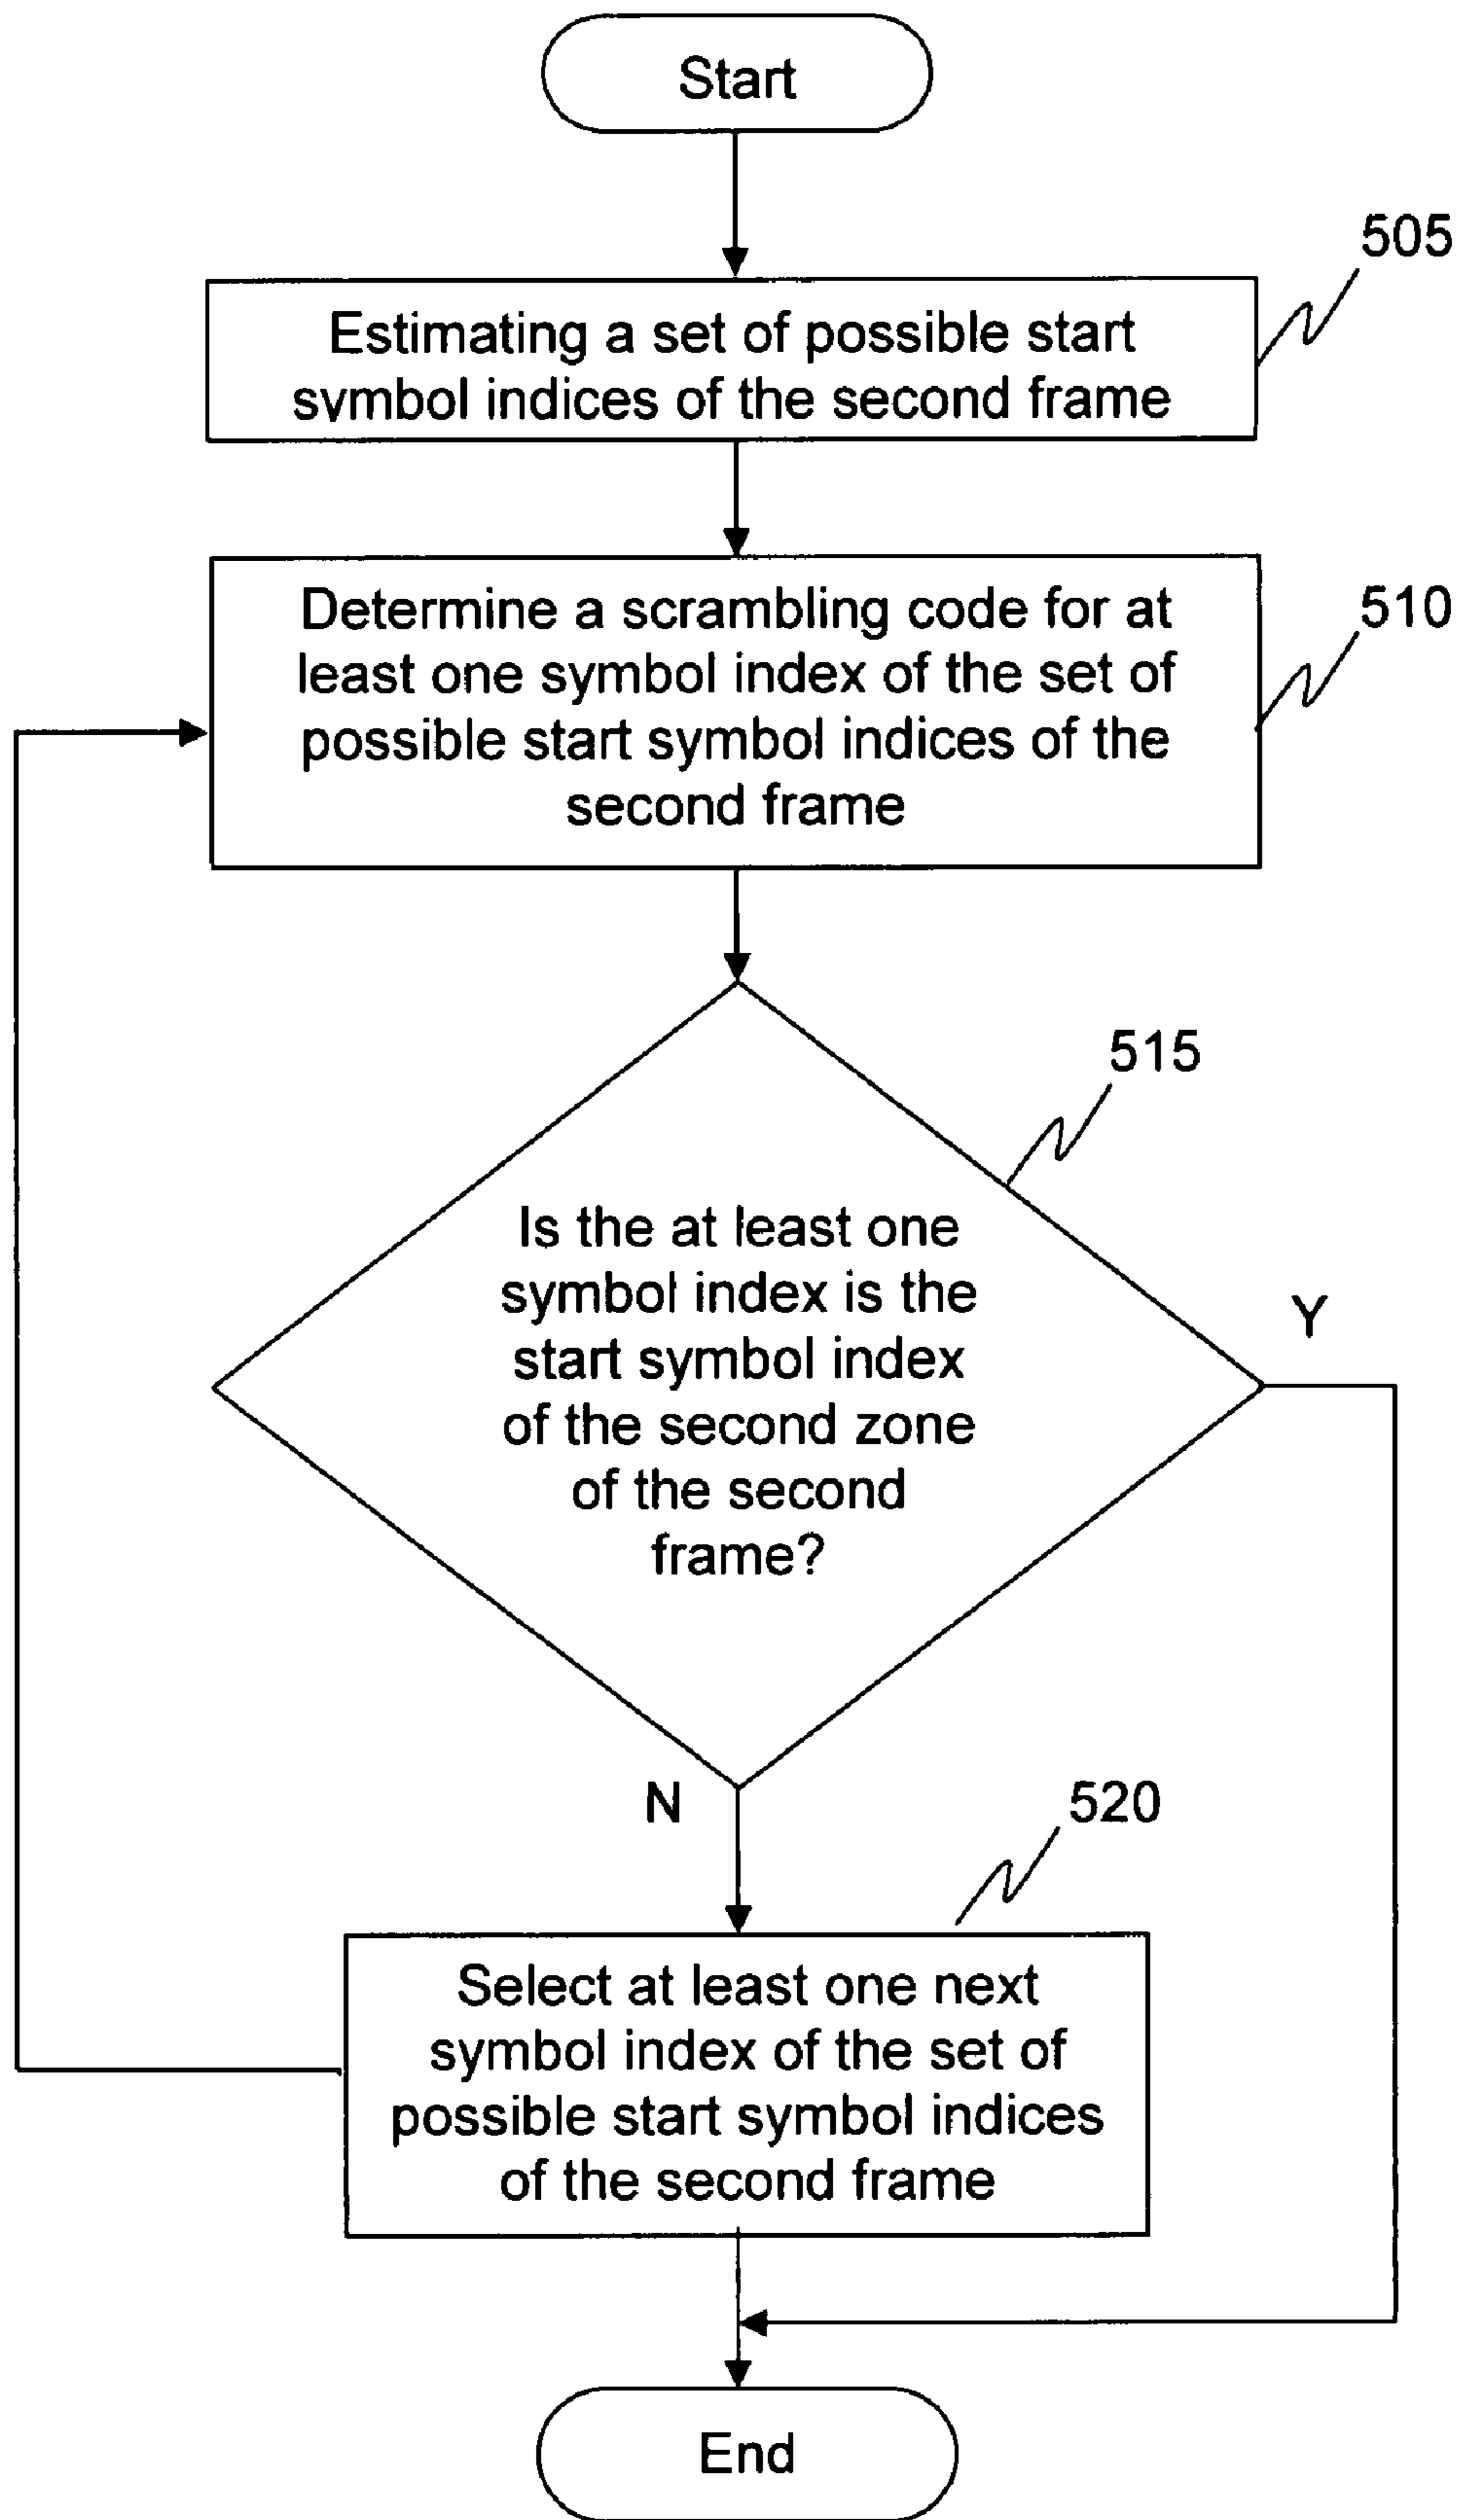 Start
505
Estimating a set of possible start
symbol indices of the second frame
510
Determine a scrambling code for at
least one symbol index of the set of
possible start symbol indices of the
second frame
515
Is the at least one
symbol index is the
start symbol index
of the second zone
of the second
frame?
Y
N
520
Select at least one next
symbol index of the set of
possible start symbol indices
of the second frame
End